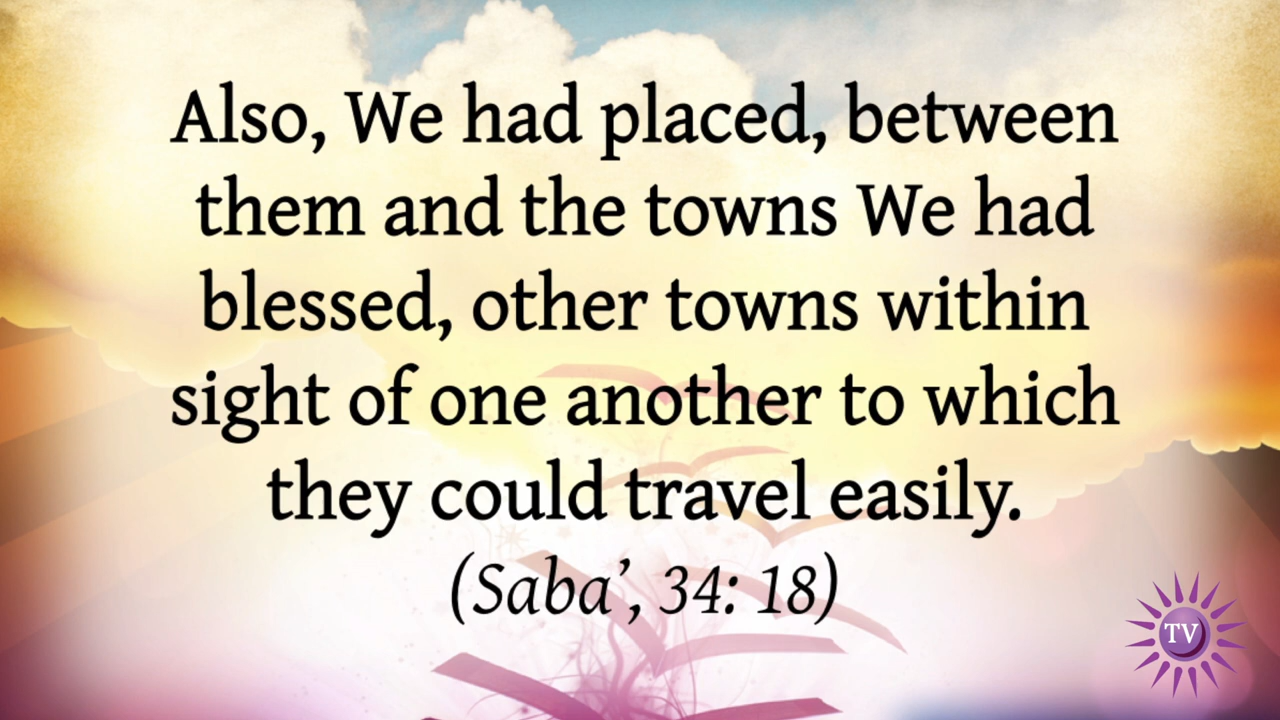 Also, We had placed, between
them and the towns We had
blessed, other towns within
sight of one another to which
they could travel easily.
(Saba’, 34: 18)
TV